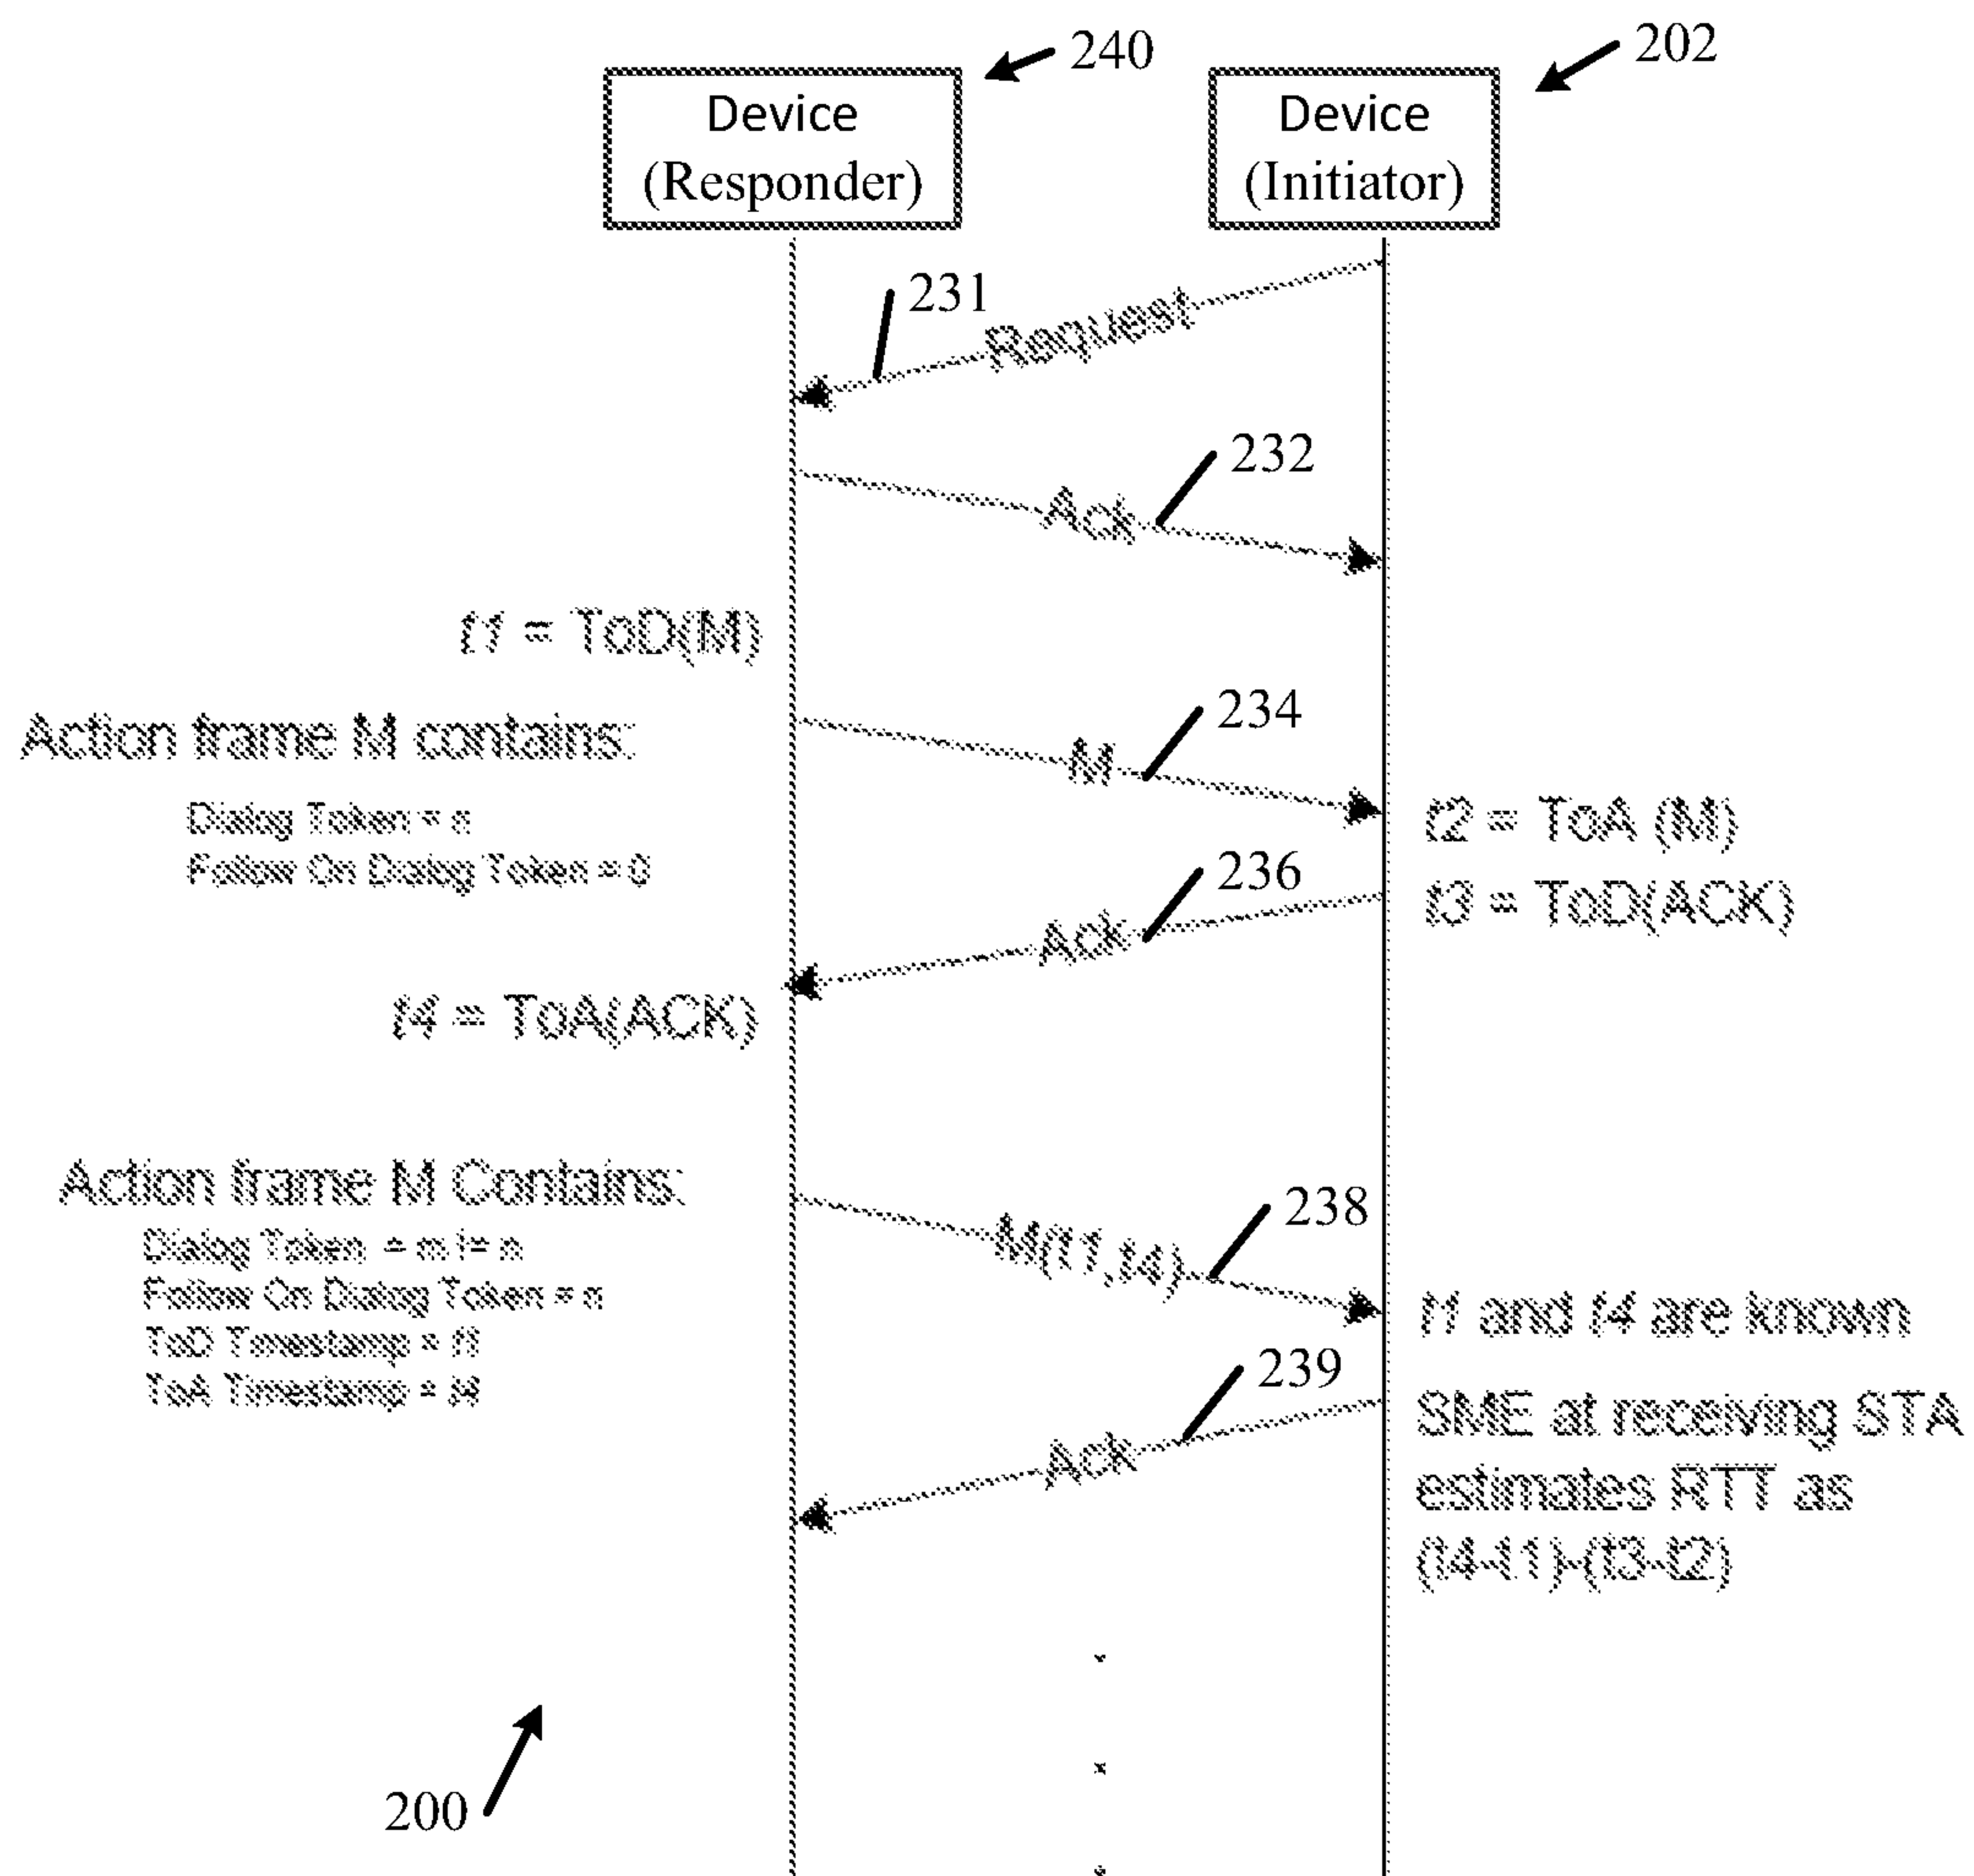 240
202
Device
(Responder)
Device
(Initiator)
231
Request
232
Ack
t1 = ToD(M)
234
Action frame M contains:
M
Dialog Token = n
t2 = ToA (M)
Follow On Dialog Token = 0
236
t3 = ToD(ACK)
Ack
t4 = ToA(ACK)
Action frame M Contains:
238
Dialog Token = m != n
M(t1,t4)
Follow On Dialog Token = n
t1 and t4 are known
ToD Timestamp = t1
239
ToA Timestamp = t4
SME at receiving STA
Ack
estimates RTT as
(t4-t1)-(t3-t2)
200